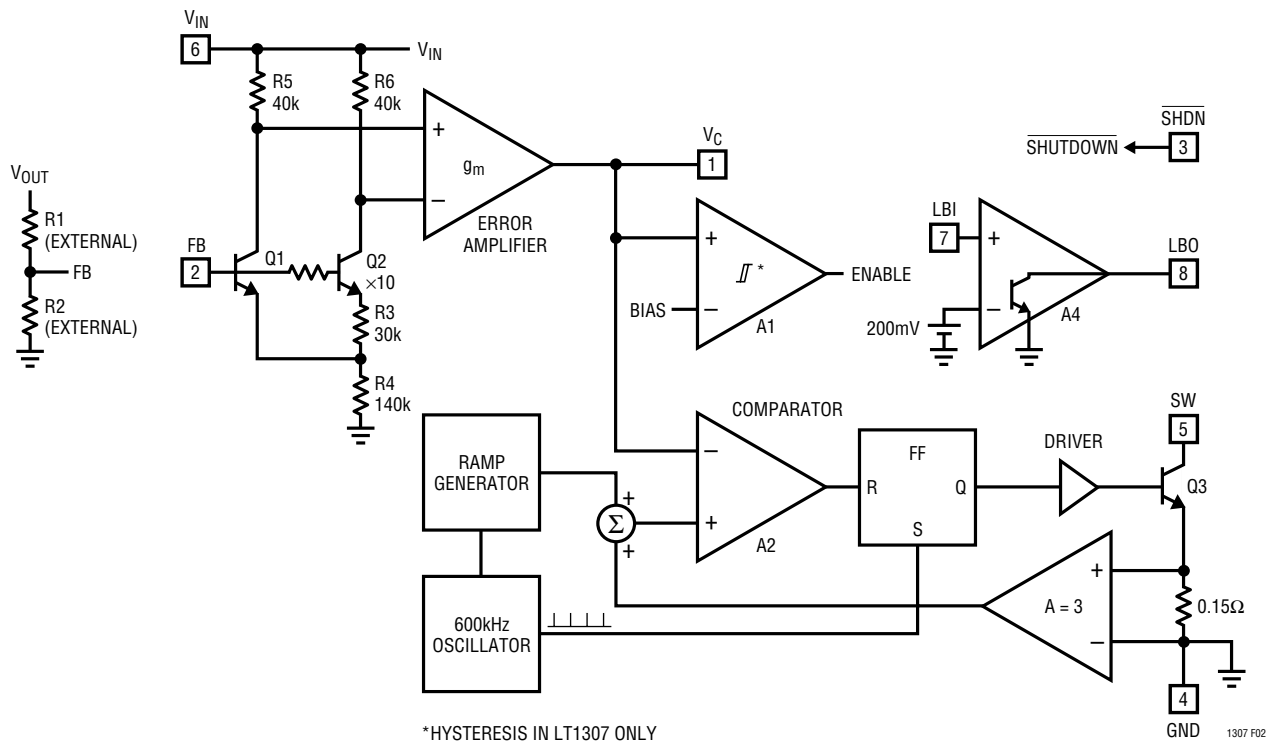 VIN
6
VIN
R5
40k
R6
40k
+
gm
−
ERROR
AMPLIFIER
VC
1
SHDN
3
SHUTDOWN
VOUT
R1
(EXTERNAL)
FB
R2
(EXTERNAL)
FB
2
Q1
Q2
×10
R3
30k
R4
140k
+
*
−
BIAS
A1
ENABLE
LBI
7
+
−
200mV
A4
LBO
8
RAMP
GENERATOR
600kHz
OSCILLATOR
+
Σ
+
COMPARATOR
−
+
A2
FF
R
Q
S
DRIVER
SW
5
Q3
+
A = 3
−
0.15Ω
4
GND
*HYSTERESIS IN LT1307 ONLY
1307 F02